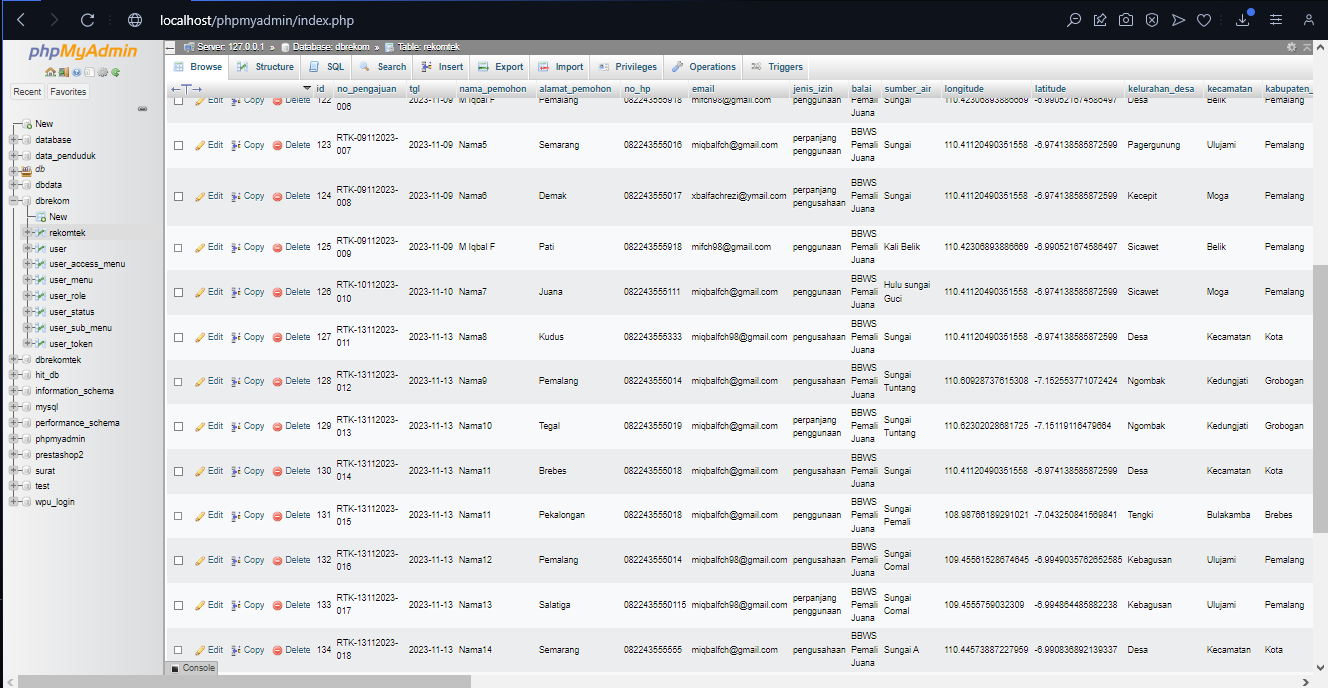 localhost/phpmyadmin/index.php
phpMyAdmin
Recent Favorites
New
database
data_penduduk
db
dbdata
dbrekom
New
rekomtek
user
user_access_menu
user_menu
user_role
user_status
user_sub_menu
user_token
dbrekomtek
hit_db
information_schema
mysql
performance_schema
phpmyadmin
prestashop2
surat
test
wpu_login
Server: 127.0.0.1 » Database: dbrekom » Table: rekomtek
Browse Structure SQL Search Insert Export Import Privileges Operations Triggers
id no_pengajuan tgl nama_pemohon alamat_pemohon no_hp email jenis_izin balai sumber_air longitude latitude kelurahan_desa kecamatan kabupaten_
Edit Copy Delete 122 006 2023-11-09 M Iqbal F Pemalang 082243555918 mifch98@gmail.com penggunaan Pemali Juana Sungai 110.42306893886669 -6.990521674586497 Desa Belik Pemalang
Edit Copy Delete 123 RTK-09112023-007 2023-11-09 Nama5 Semarang 082243555016 miqbalfch@gmail.com perpanjang penggunaan BBWS Pemali Juana Sungai 110.41120490351558 -6.974138585872599 Pagergunung Ulujami Pemalang
Edit Copy Delete 124 RTK-09112023-008 2023-11-09 Nama6 Demak 082243555017 xbalfachrezi@ymail.com perpanjang pengusahaan BBWS Pemali Juana Sungai 110.41120490351558 -6.974138585872599 Kecepit Moga Pemalang
Edit Copy Delete 125 RTK-09112023-009 2023-11-09 M Iqbal F Pati 082243555918 mifch98@gmail.com penggunaan BBWS Pemali Juana Kali Belik 110.42306893886669 -6.990521674586497 Sicawet Belik Pemalang
Edit Copy Delete 126 RTK-10112023-010 2023-11-10 Nama7 Juana 082243555111 miqbalfch@gmail.com penggunaan BBWS Pemali Juana Hulu sungai Guci 110.41120490351558 -6.974138585872599 Sicawet Moga Pemalang
Edit Copy Delete 127 RTK-13112023-011 2023-11-13 Nama8 Kudus 082243555333 miqbalfch98@gmail.com pengusahaan BBWS Pemali Juana Sungai 110.41120490351558 -6.974138585872599 Desa Kecamatan Kota
Edit Copy Delete 128 RTK-13112023-012 2023-11-13 Nama9 Pemalang 082243555014 miqbalfch@gmail.com pengusahaan BBWS Pemali Juana Sungai Tuntang 110.60928737615308 -7.152553771072424 Ngombak Kedungjati Grobogan
Edit Copy Delete 129 RTK-13112023-013 2023-11-13 Nama10 Tegal 082243555019 miqbalfch@gmail.com perpanjang penggunaan BBWS Pemali Juana Sungai Tuntang 110.62302028681725 -7.15119116479664 Ngombak Kedungjati Grobogan
Edit Copy Delete 130 RTK-13112023-014 2023-11-13 Nama11 Brebes 082243555018 miqbalfch@gmail.com pengusahaan BBWS Pemali Juana Sungai 110.41120490351558 -6.974138585872599 Desa Kecamatan Kota
Edit Copy Delete 131 RTK-13112023-015 2023-11-13 Nama11 Pekalongan 082243555018 miqbalfch@gmail.com penggunaan BBWS Pemali Juana Sungai Pemali 108.98766189291021 -7.043250841569841 Tengki Bulakamba Brebes
Edit Copy Delete 132 RTK-13112023-016 2023-11-13 Nama12 Pemalang 082243555014 miqbalfch98@gmail.com pengusahaan BBWS Pemali Juana Sungai Comal 109.45561528674645 -6.9949035762652585 Kebagusan Ulujami Pemalang
Edit Copy Delete 133 RTK-13112023-017 2023-11-13 Nama13 Salatiga 0822435550115 miqbalfch98@gmail.com perpanjang penggunaan BBWS Pemali Juana Sungai Comal 109.4555759032309 -6.994864485882238 Kebagusan Ulujami Pemalang
Edit Copy Delete 134 RTK-13112023-018 2023-11-13 Nama14 Semarang 082243555555 miqbalfch@gmail.com pengusahaan BBWS Pemali Juana Sungai A 110.44573887227959 -6.990836892139337 Desa Kecamatan Kota
Console